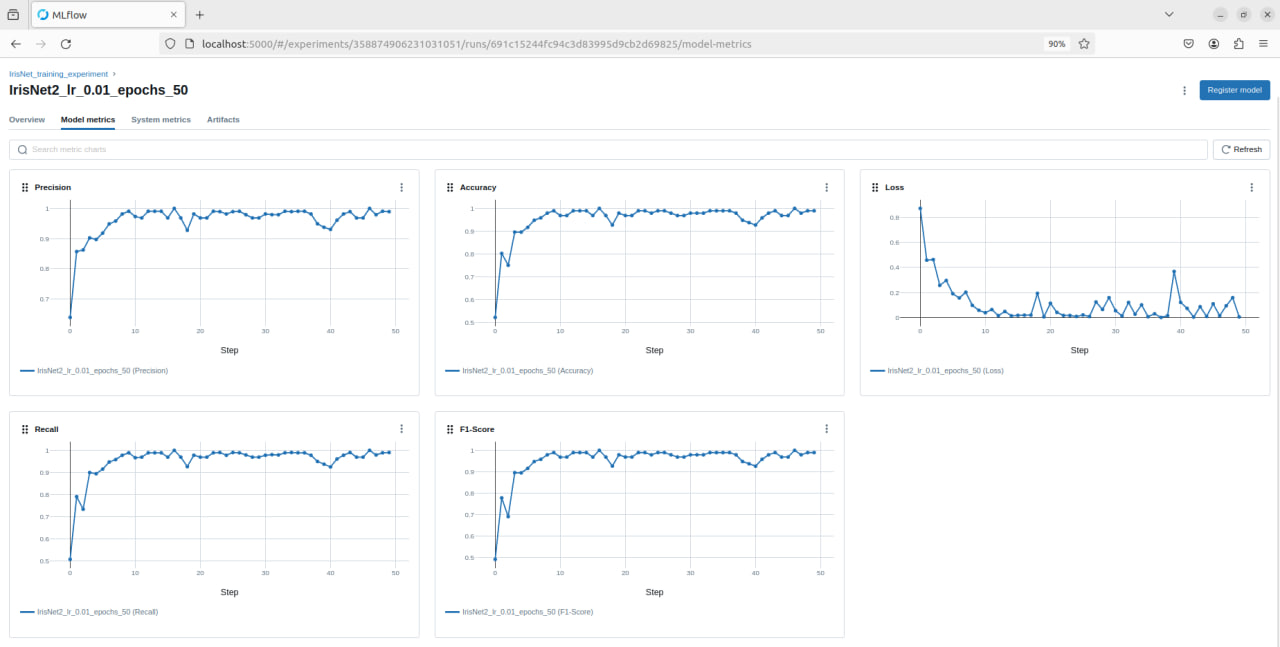 MLflow
localhost:5000/#/experiments/358874906231031051/runs/691c15244fc94c3d83995d9cb2d69825/model-metrics
90%
IrisNet_training_experiment
IrisNet2_lr_0.01_epochs_50
Register model
Overview Model metrics System metrics Artifacts
Search metric charts
Refresh
Precision
1
0.9
0.8
0.7
0 10 20 30 40 50
Step
IrisNet2_lr_0.01_epochs_50 (Precision)
Accuracy
1
0.9
0.8
0.7
0.6
0.5
0 10 20 30 40 50
Step
IrisNet2_lr_0.01_epochs_50 (Accuracy)
Loss
0.8
0.6
0.4
0.2
0
0 10 20 30 40 50
Step
IrisNet2_lr_0.01_epochs_50 (Loss)
Recall
1
0.9
0.8
0.7
0.6
0.5
0 10 20 30 40 50
Step
IrisNet2_lr_0.01_epochs_50 (Recall)
F1-Score
1
0.9
0.8
0.7
0.6
0.5
0 10 20 30 40 50
Step
IrisNet2_lr_0.01_epochs_50 (F1-Score)